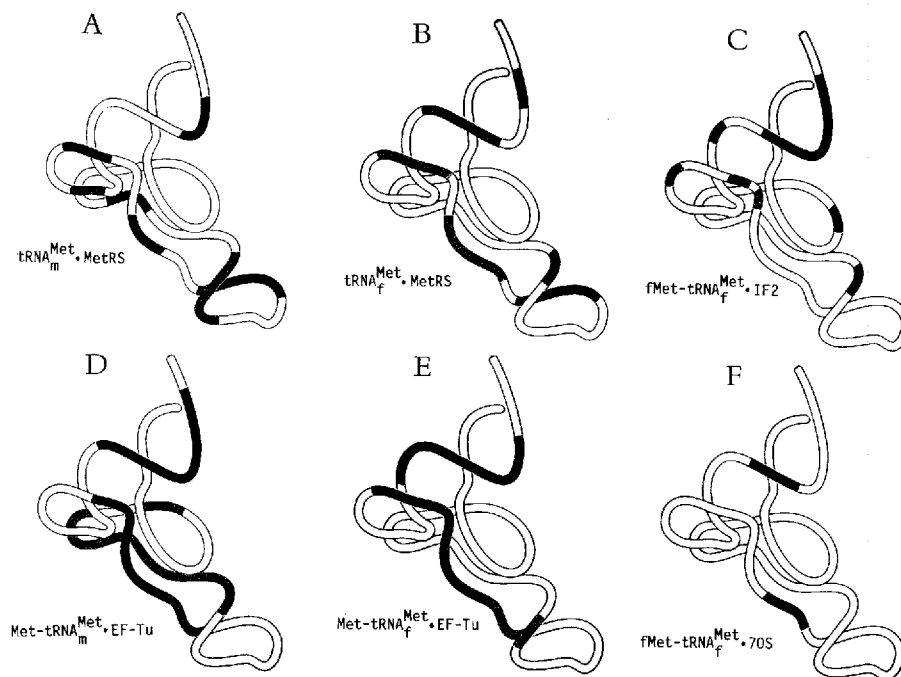 A
B
C
tRNA Met m • MetRS
tRNA Met f • MetRS
fMet-tRNA Met f • IF2
D
E
F
Met-tRNA Met m • EF-Tu
Met-tRNA Met f • EF-Tu
fMet-tRNA Met f • 70S